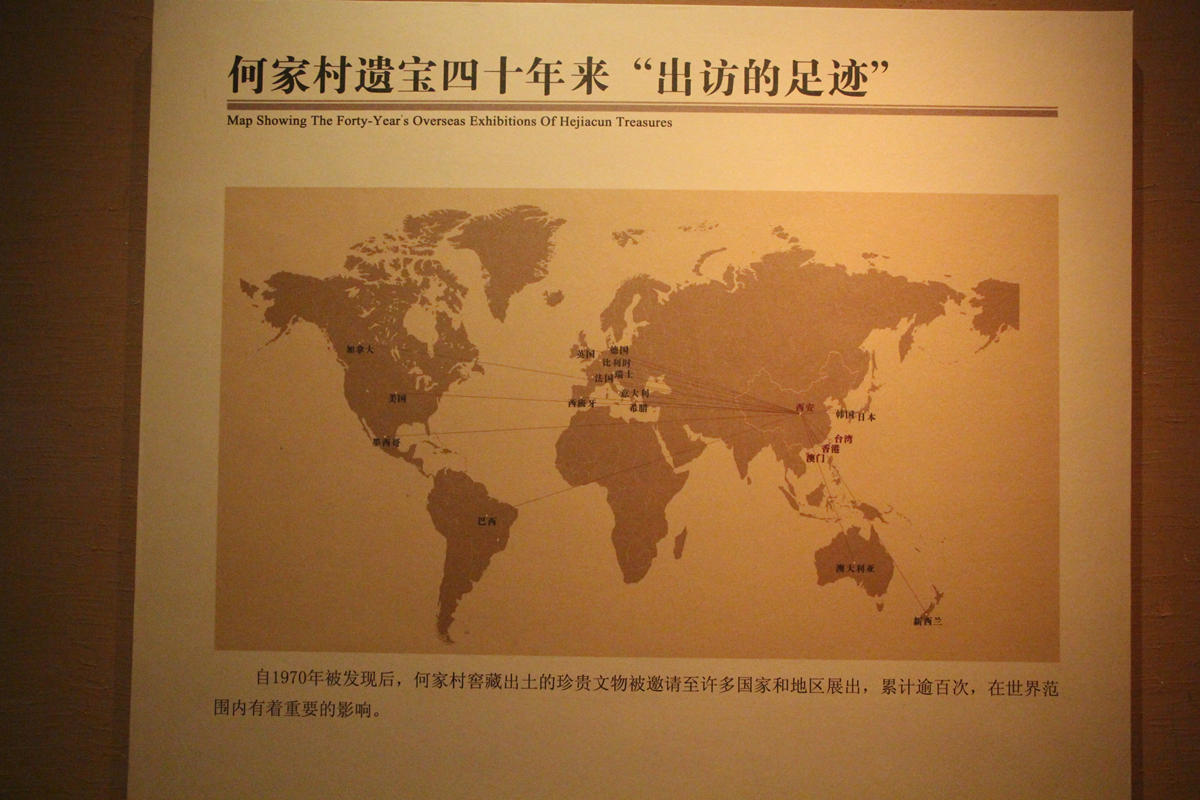 何家村遗宝四十年来“出访的足迹”
Map Showing The Forty-Year's Overseas Exhibitions Of Hejiacun Treasures
加拿大
英国
德国
比利时
法国
瑞士
美国
意大利
西班牙
希腊
西安
韩国
日本
墨西哥
台湾
香港
澳门
巴西
澳大利亚
新西兰
自1970年被发现后，何家村窖藏出土的珍贵文物被邀请至许多国家和地区展出，累计逾百次，在世界范
围内有着重要的影响。